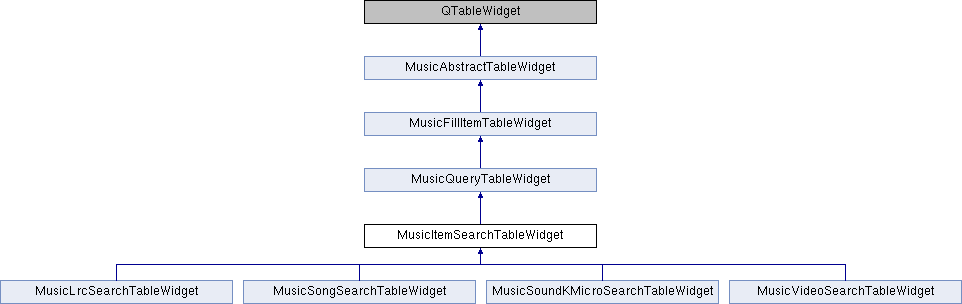 QTableWidget
MusicAbstractTableWidget
MusicFillItemTableWidget
MusicQueryTableWidget
MusicItemSearchTableWidget
MusicLrcSearchTableWidget
MusicSongSearchTableWidget
MusicSoundKMicroSearchTableWidget
MusicVideoSearchTableWidget